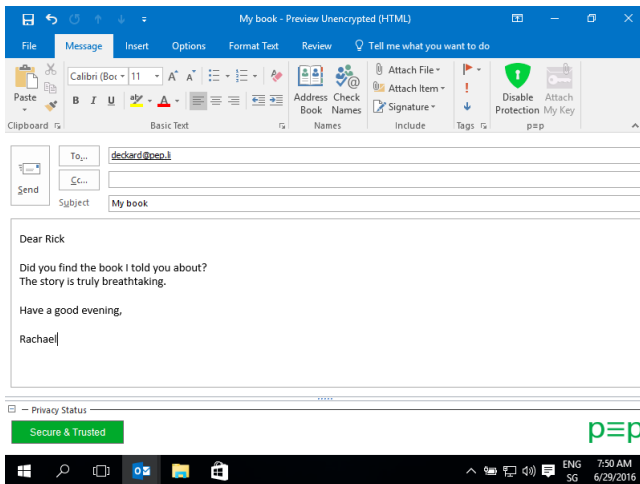 My book - Preview Unencrypted (HTML)
File Message Insert Options Format Text Review Tell me what you want to do
Paste
Clipboard
Calibri (Boc 11 A A
B I U aby A
Basic Text
Address Book
Check Names
Names
Attach File
Attach Item
Signature
Include
Tags
Disable Protection
Attach My Key
p≡p
Send
To...
deckard@pep.li
Cc...
Subject
My book
Dear Rick
Did you find the book I told you about?
The story is truly breathtaking.
Have a good evening,
Rachael
Privacy Status
Secure & Trusted
p≡p
ENG
SG
7:50 AM
6/29/2016